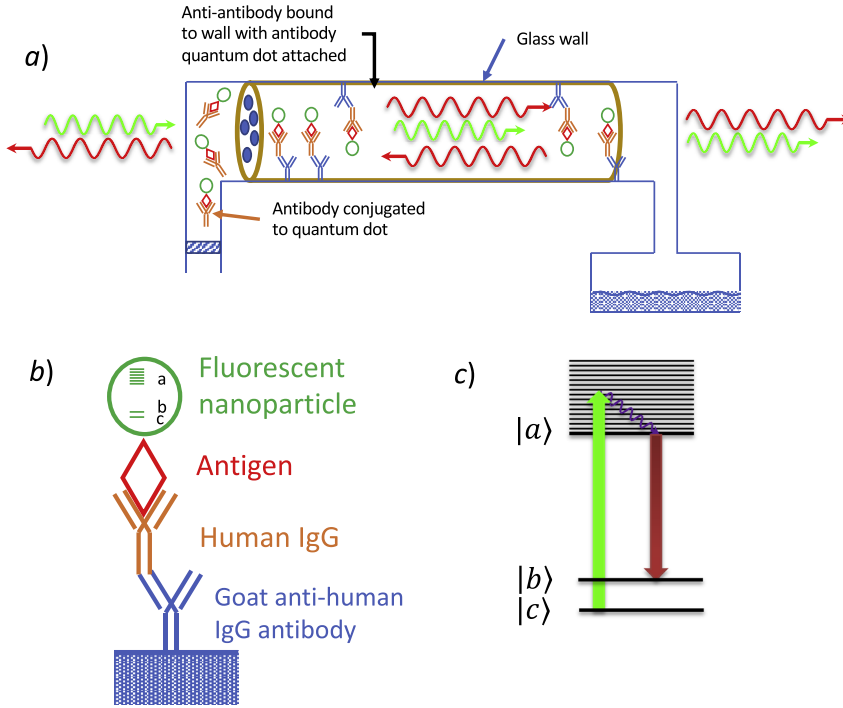 a)
Anti-antibody bound
to wall with antibody
quantum dot attached
Glass wall
Antibody conjugated
to quantum dot
b)
a
b
c
Fluorescent
nanoparticle
Antigen
Human IgG
Goat anti-human
IgG antibody
c)
|a⟩
|b⟩
|c⟩